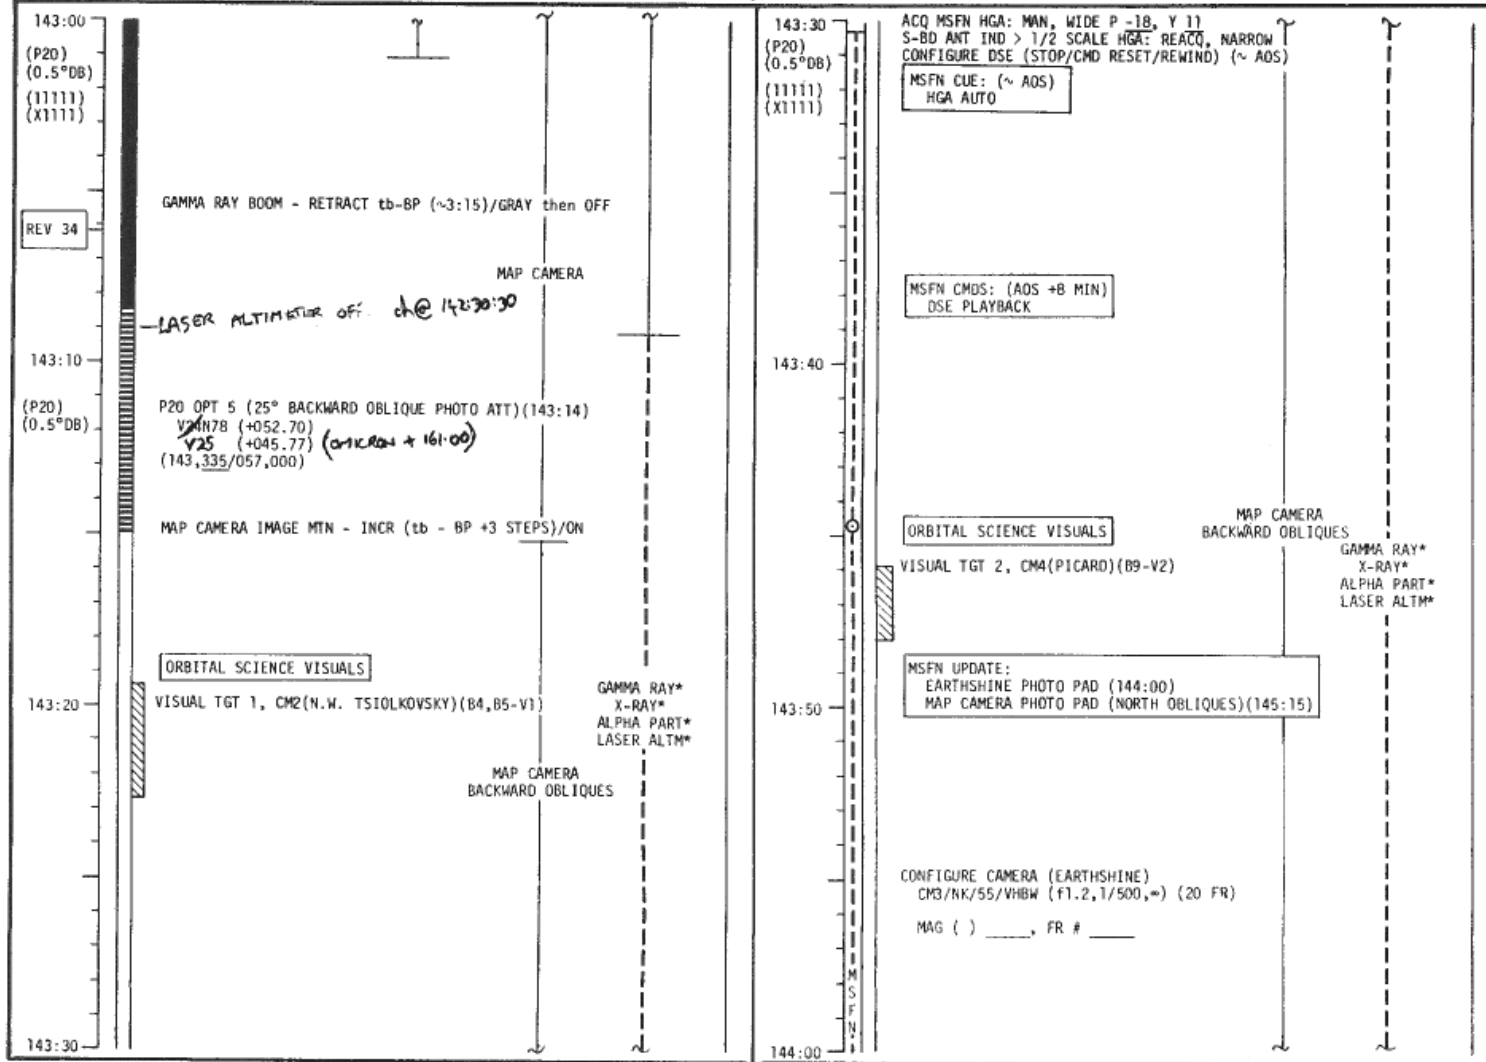 143:00
(P20)
(0.5°DB)
(11111)
(X1111)
GAMMA RAY BOOM - RETRACT tb-BP (~3:15)/GRAY then OFF
REV 34
MAP CAMERA
LASER ALTIMETER OFF ch@ 142:30:30
143:10
(P20)
(0.5°DB)
P20 OPT 5 (25° BACKWARD OBLIQUE PHOTO ATT)(143:14)
V24N78 (+052.70)
V25 (+045.77) (OMICRON + 161.00)
(143,335/057,000)
MAP CAMERA IMAGE MTN - INCR (tb - BP +3 STEPS)/ON
ORBITAL SCIENCE VISUALS
143:20
VISUAL TGT 1, CM2(N.W. TSIOLKOVSKY)(B4,B5-V1)
GAMMA RAY*
X-RAY*
ALPHA PART*
LASER ALTM*
MAP CAMERA
BACKWARD OBLIQUES
143:30
143:30
(P20)
(0.5°DB)
(11111)
(X1111)
ACQ MSFN HGA: MAN, WIDE P -18, Y 11
S-BD ANT IND > 1/2 SCALE HGA: REACQ, NARROW
CONFIGURE DSE (STOP/CMD RESET/REWIND) (~ AOS)
MSFN CUE: (~ AOS)
HGA AUTO
MSFN CMDS: (AOS +8 MIN)
DSE PLAYBACK
143:40
ORBITAL SCIENCE VISUALS
VISUAL TGT 2, CM4(PICARD)(B9-V2)
MAP CAMERA
BACKWARD OBLIQUES
GAMMA RAY*
X-RAY*
ALPHA PART*
LASER ALTM*
MSFN UPDATE:
EARTHSHINE PHOTO PAD (144:00)
MAP CAMERA PHOTO PAD (NORTH OBLIQUES)(145:15)
143:50
CONFIGURE CAMERA (EARTHSHINE)
CM3/NK/55/VHBW (f1.2,1/500,∞) (20 FR)
MAG ( ) _____, FR # _____
MSFN
144:00